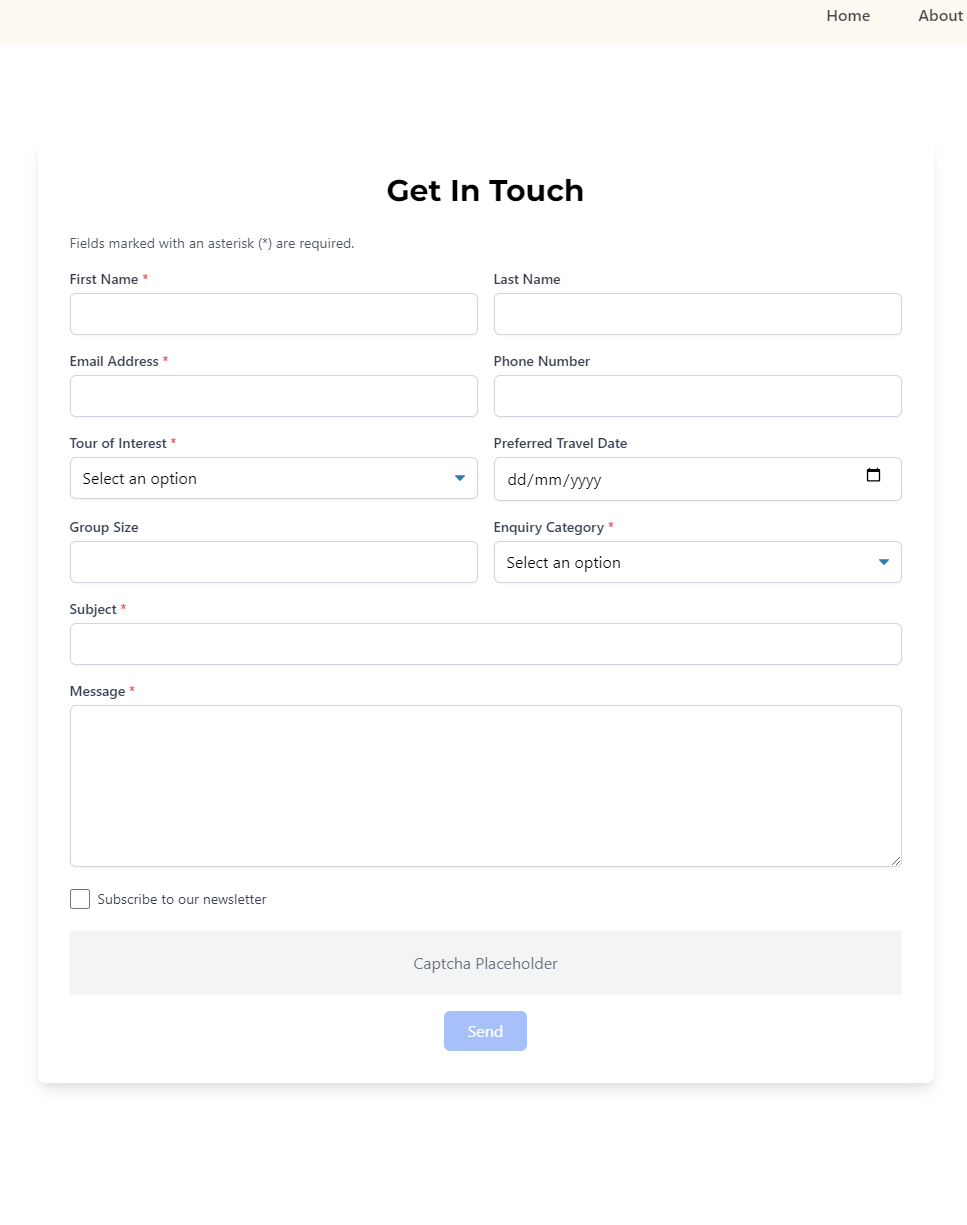 Home About
Get In Touch
Fields marked with an asterisk (*) are required.
First Name * Last Name
Email Address * Phone Number
Tour of Interest * Preferred Travel Date
Select an option dd/mm/yyyy
Group Size Enquiry Category *
Select an option
Subject *
Message *
Subscribe to our newsletter
Captcha Placeholder
Send